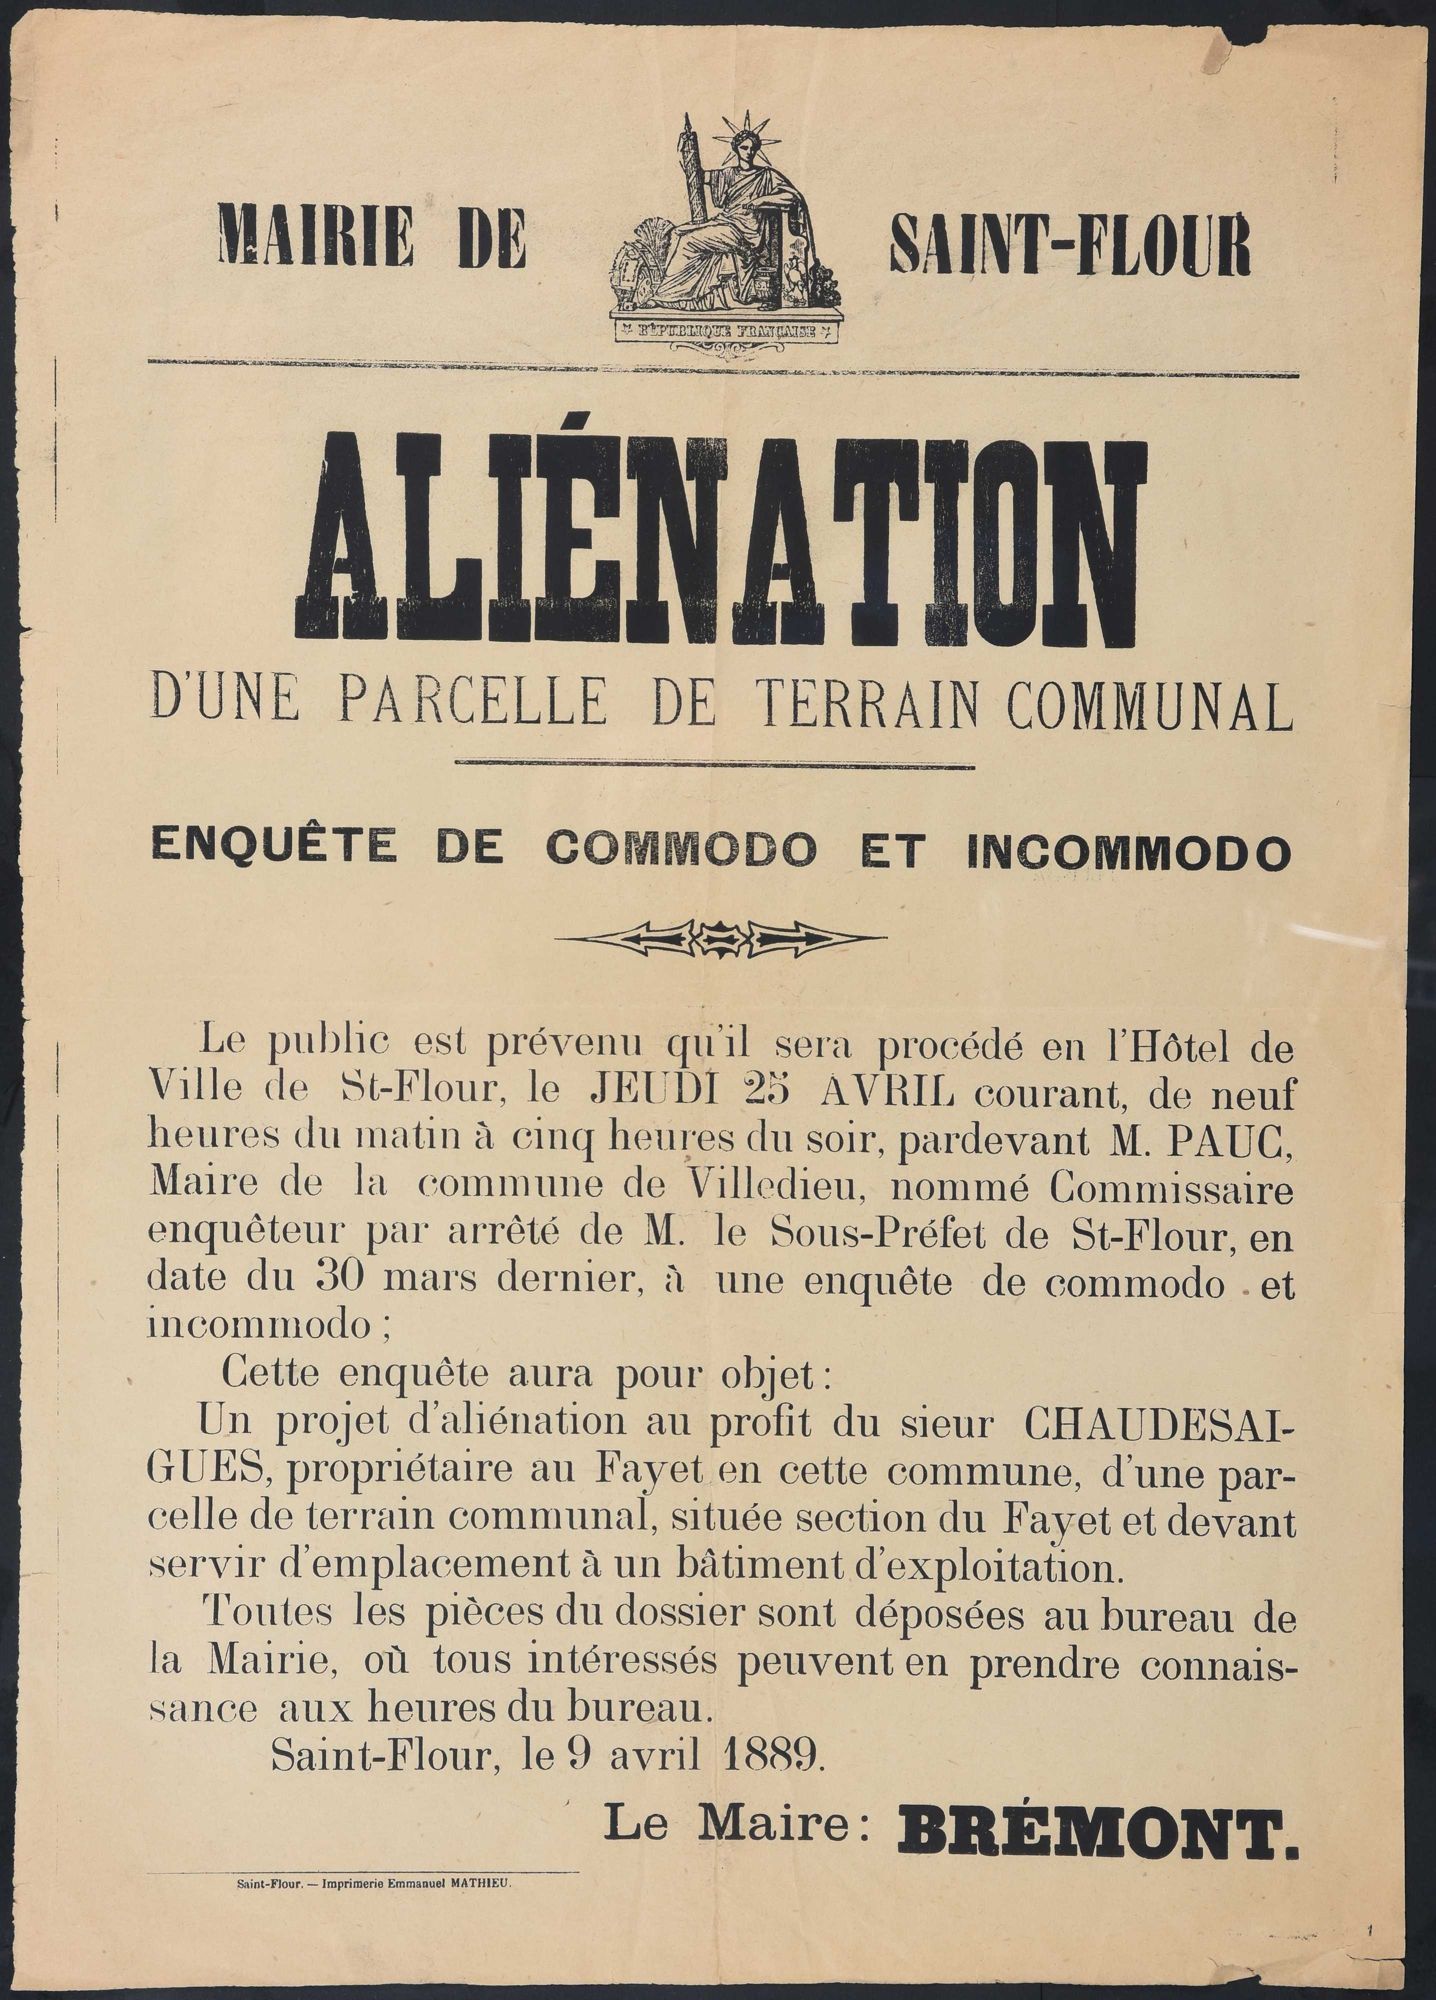 MAIRIE DE SAINT-FLOUR
RÉPUBLIQUE FRANÇAISE
ALIÉNATION
D'UNE PARCELLE DE TERRAIN COMMUNAL
ENQUÊTE DE COMMODO ET INCOMMODO
Le public est prévenu qu'il sera procédé en l'Hôtel de
Ville de St-Flour, le JEUDI 25 AVRIL courant, de neuf
heures du matin à cinq heures du soir, pardevant M. PAUC,
Maire de la commune de Villedieu, nommé Commissaire
enquêteur par arrêté de M. le Sous-Préfet de St-Flour, en
date du 30 mars dernier, à une enquête de commodo et
incommodo ;
Cette enquête aura pour objet :
Un projet d'aliénation au profit du sieur CHAUDESAI-
GUES, propriétaire au Fayet en cette commune, d'une par-
celle de terrain communal, située section du Fayet et devant
servir d'emplacement à un bâtiment d'exploitation.
Toutes les pièces du dossier sont déposées au bureau de
la Mairie, où tous intéressés peuvent en prendre connais-
sance aux heures du bureau.
Saint-Flour, le 9 avril 1889.
Le Maire : BRÉMONT.
Saint-Flour. — Imprimerie Emmanuel MATHIEU.
1